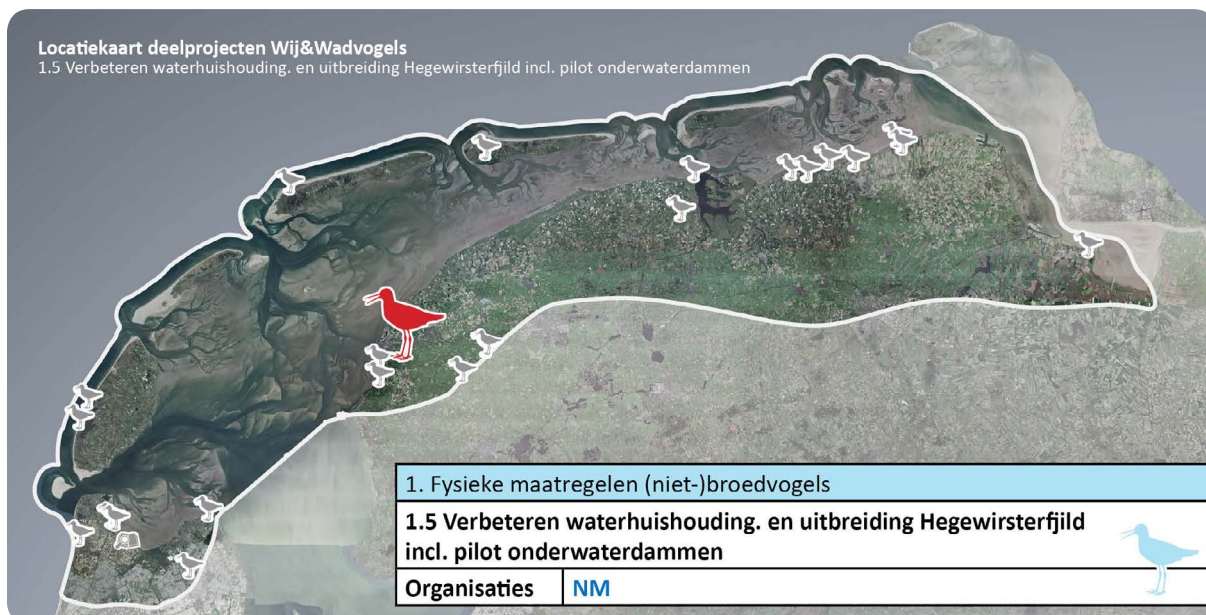 Locatiekaart deelprojecten Wij&Wadvogels
1.5 Verbeteren waterhuishouding. en uitbreiding Hegewirsterfjild incl. pilot onderwaterdammen
1. Fysieke maatregelen (niet-)broedvogels
1.5 Verbeteren waterhuishouding. en uitbreiding Hegewirsterfjild
incl. pilot onderwaterdammen
Organisaties NM